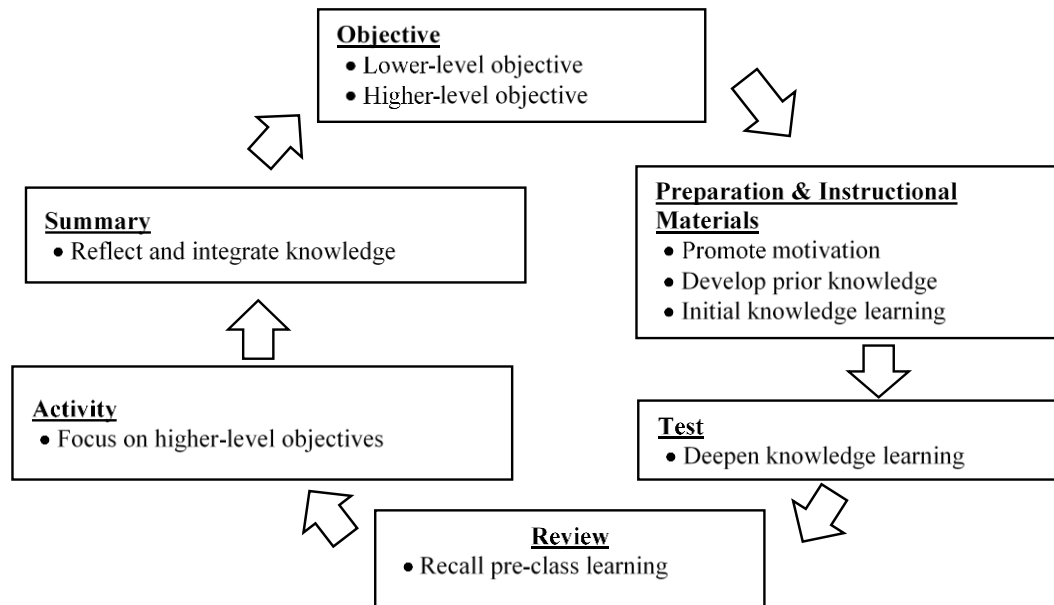 Objective
• Lower-level objective
• Higher-level objective
Preparation & Instructional
Materials
• Promote motivation
• Develop prior knowledge
• Initial knowledge learning
Test
• Deepen knowledge learning
Review
• Recall pre-class learning
Activity
• Focus on higher-level objectives
Summary
• Reflect and integrate knowledge